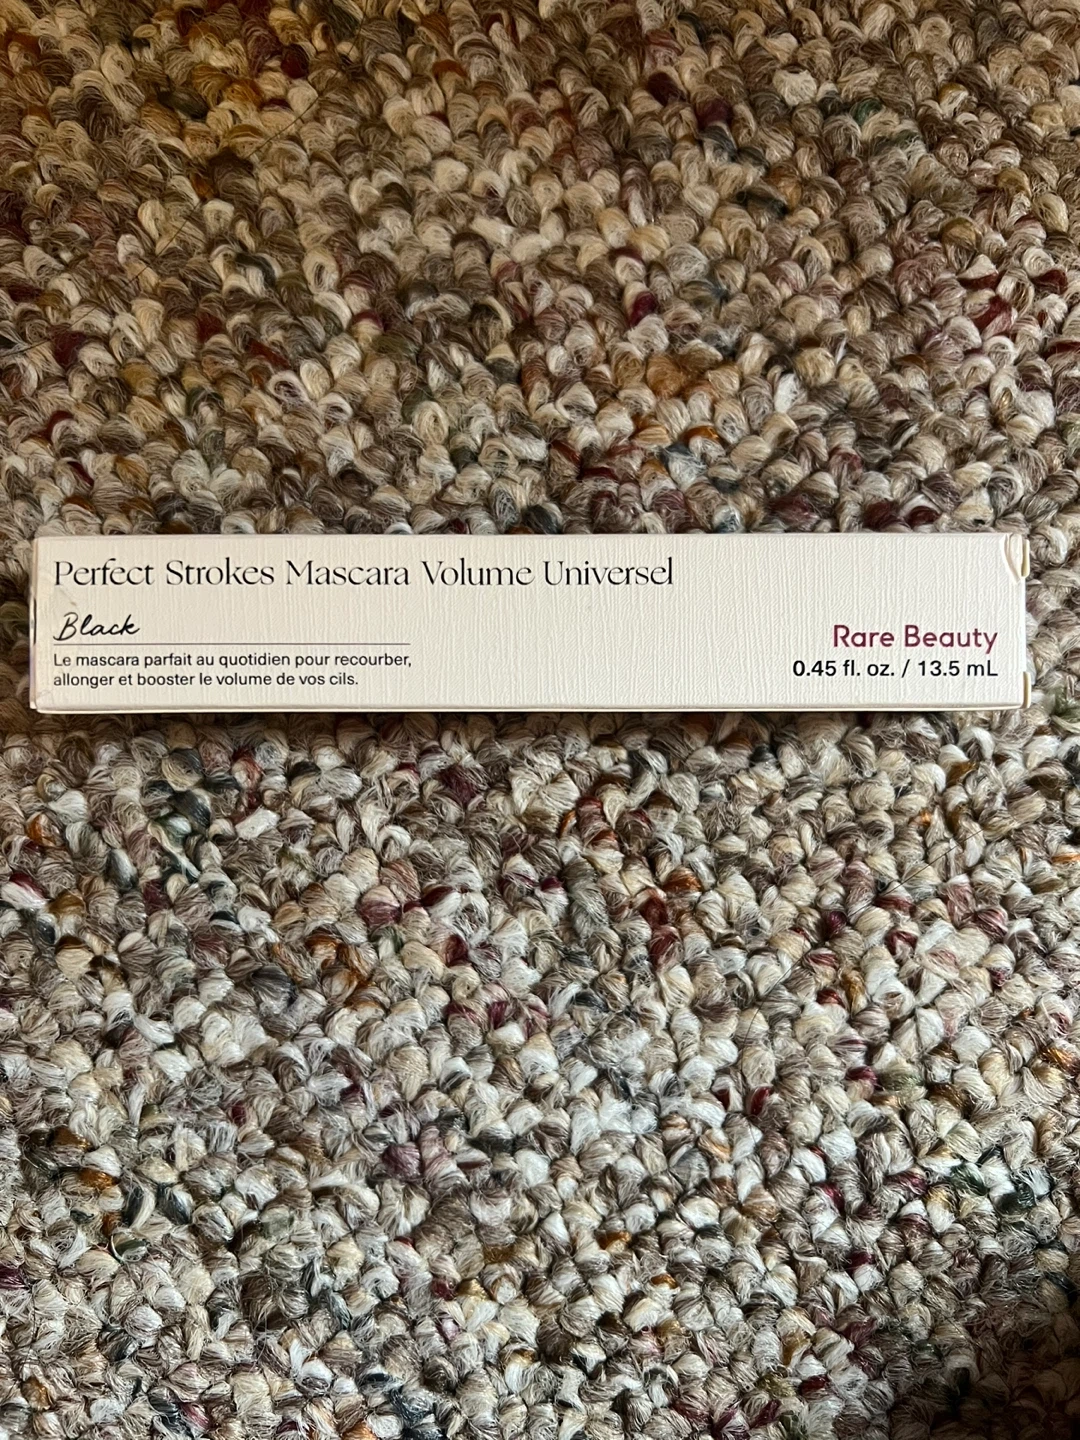 Perfect Strokes Mascara Volume Universel
Black
Le mascara parfait au quotidien pour recourber,
allonger et booster le volume de vos cils.
Rare Beauty
0.45 fl. oz. / 13.5 mL